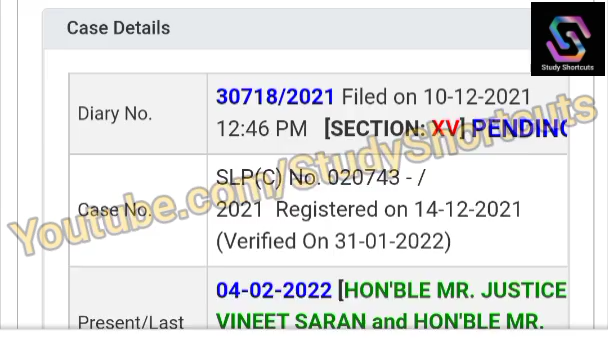 Case Details
Study Shortcuts
Diary No.
30718/2021 Filed on 10-12-2021
12:46 PM [SECTION: XV] PENDING
Case No.
SLP(C) No. 020743 - /
2021 Registered on 14-12-2021
(Verified On 31-01-2022)
Youtube.com/StudyShortcuts
Present/Last
04-02-2022 [HON'BLE MR. JUSTICE
VINEET SARAN and HON'BLE MR.